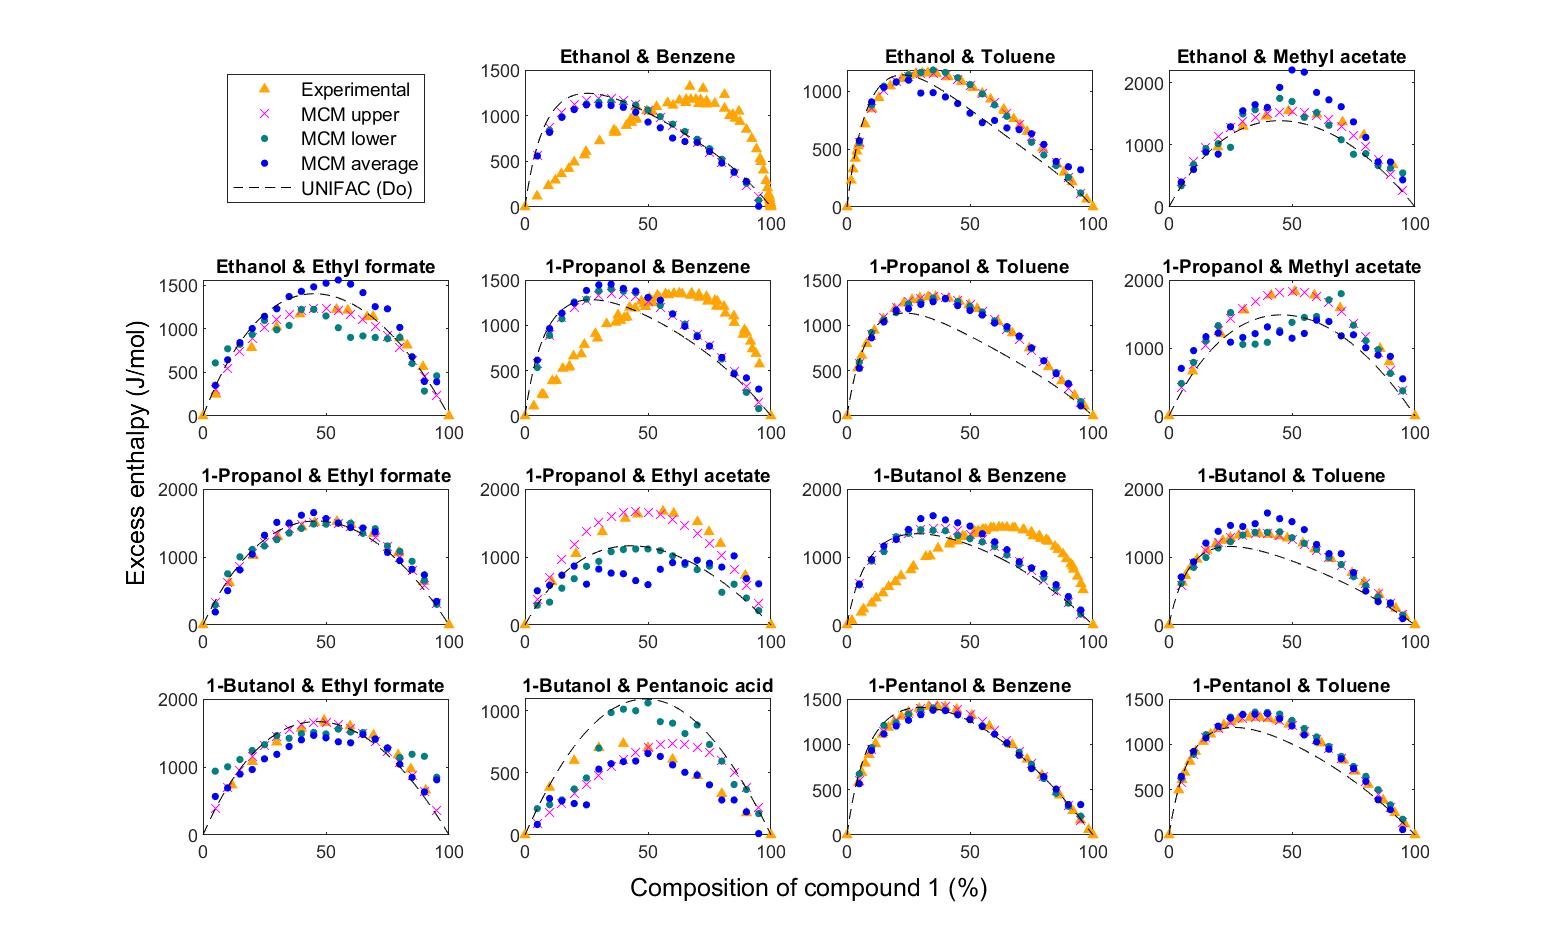 Experimental
MCM upper
MCM lower
MCM average
UNIFAC (Do)
Ethanol & Benzene
1500
1000
500
0
0 50 100
Ethanol & Toluene
1000
500
0
0 50 100
Ethanol & Methyl acetate
2000
1000
0
0 50 100
Excess enthalpy (J/mol)
Ethanol & Ethyl formate
1500
1000
500
0
0 50 100
1-Propanol & Benzene
1500
1000
500
0
0 50 100
1-Propanol & Toluene
1500
1000
500
0
0 50 100
1-Propanol & Methyl acetate
2000
1000
0
0 50 100
1-Propanol & Ethyl formate
2000
1000
0
0 50 100
1-Propanol & Ethyl acetate
2000
1000
0
0 50 100
1-Butanol & Benzene
2000
1000
0
0 50 100
1-Butanol & Toluene
2000
1000
0
0 50 100
1-Butanol & Ethyl formate
2000
1000
0
0 50 100
1-Butanol & Pentanoic acid
1000
500
0
0 50 100
1-Pentanol & Benzene
1500
1000
500
0
0 50 100
1-Pentanol & Toluene
1500
1000
500
0
0 50 100
Composition of compound 1 (%)